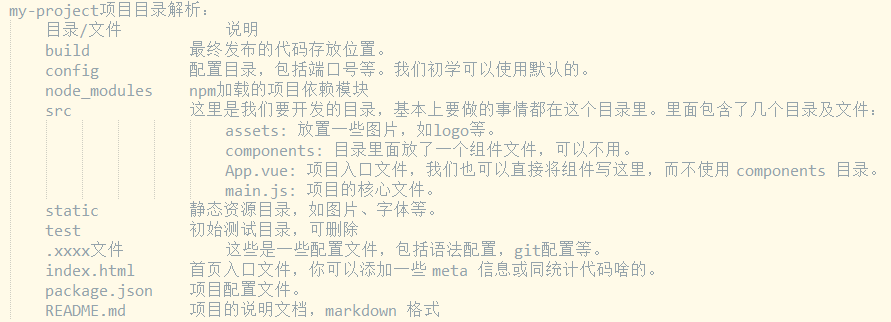 my-project项目目录解析:
目录/文件 说明
build 最终发布的代码存放位置。
config 配置目录，包括端口号等。我们初学可以使用默认的。
node_modules npm加载的项目依赖模块
src 这里是我们要开发的目录，基本上要做的事情都在这个目录里。里面包含了几个目录及文件：
assets: 放置一些图片，如logo等。
components: 目录里面放了一个组件文件，可以不用。
App.vue: 项目入口文件，我们也可以直接将组件写这里，而不使用 components 目录。
main.js: 项目的核心文件。
static 静态资源目录，如图片、字体等。
test 初始测试目录，可删除
.xxxx文件 这些是一些配置文件，包括语法配置，git配置等。
index.html 首页入口文件，你可以添加一些 meta 信息或同统计代码啥的。
package.json 项目配置文件。
README.md 项目的说明文档，markdown 格式